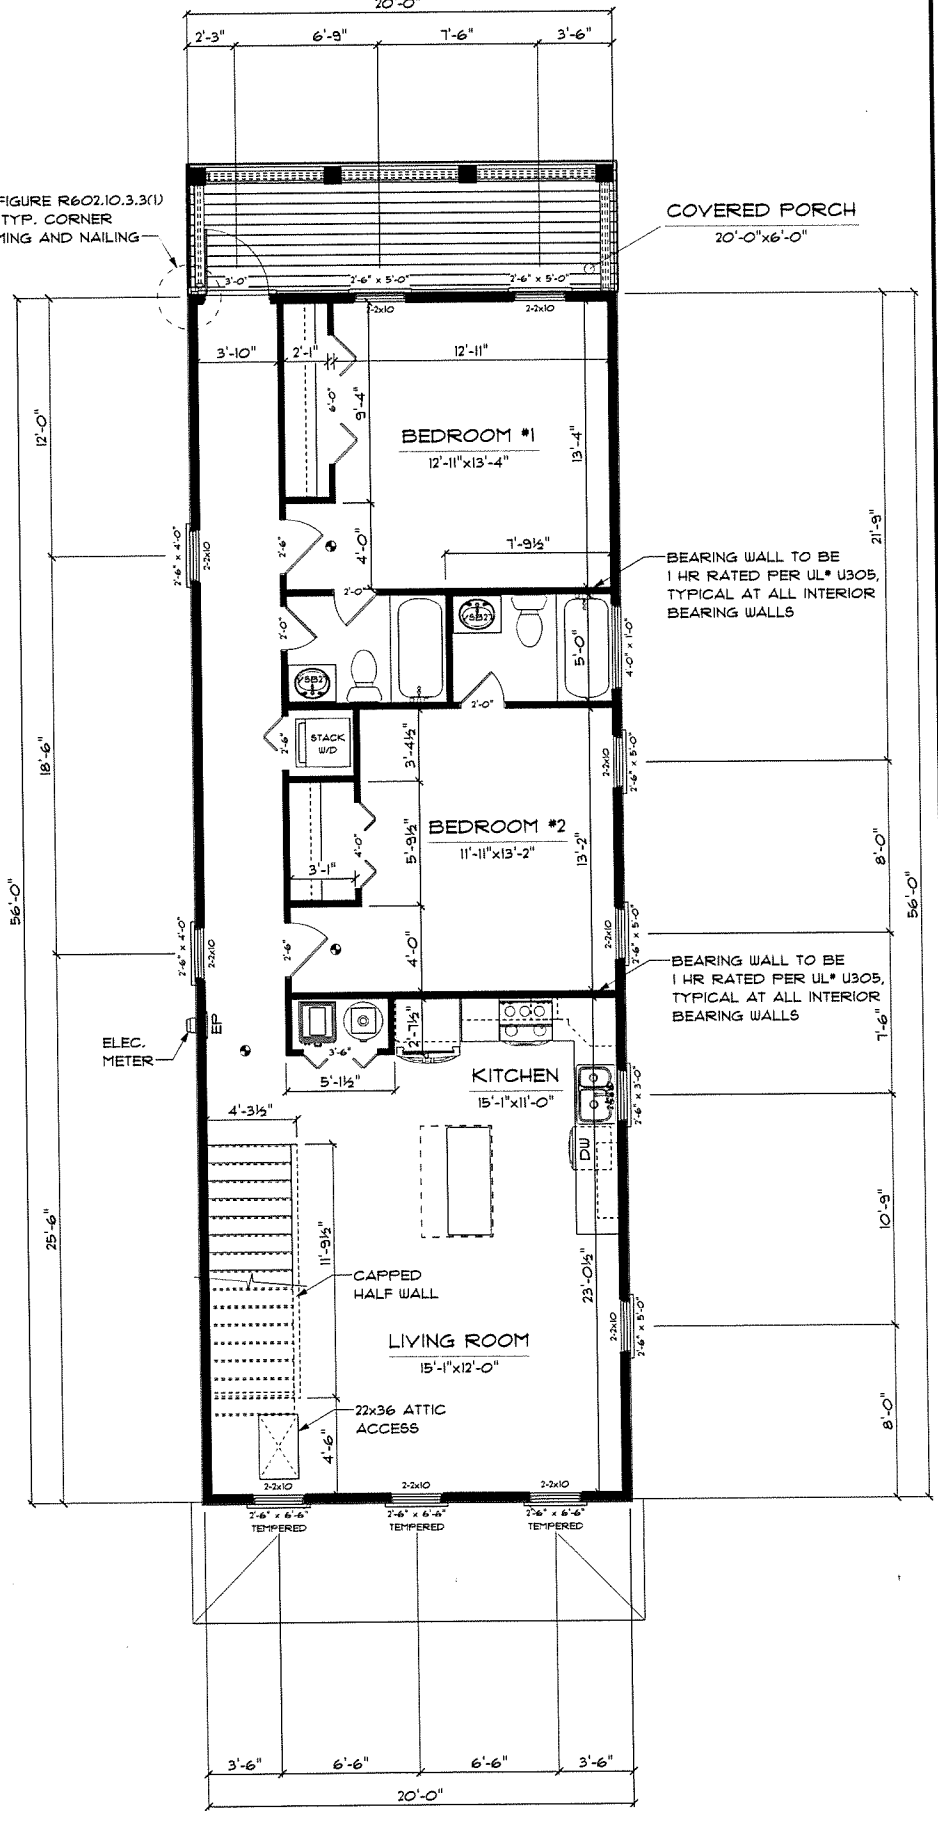 20'-0"
2'-3"
6'-9"
7'-6"
3'-6"
FIGURE R602.10.3.3(1)
TYP. CORNER
MING AND NAILING
COVERED PORCH
20'-0"x6'-0"
3'-0"
2'-6" x 5'-0"
2'-6" x 5'-0"
2-2x10
2-2x10
3'-10"
2'-1"
12'-11"
6'-0"
9'-4"
12'-0"
BEDROOM #1
12'-11"x13'-4"
13'-4"
21'-9"
2'-6" x 4'-0"
2-2x10
2'-6"
4'-0"
7'-9½"
BEARING WALL TO BE
1 HR RATED PER UL# U305,
TYPICAL AT ALL INTERIOR
BEARING WALLS
2'-0"
2'-0"
5'-0"
4'-0" x 1'-0"
2'-0"
2'-6"
STACK
W/D
3'-4½"
2-2x10
2'-6" x 5'-0"
18'-6"
BEDROOM #2
11'-11"x13'-2"
13'-2"
5'-9½"
4'-0"
3'-1"
8'-0"
56'-0"
56'-0"
2'-6" x 4'-0"
2-2x10
2'-6"
4'-0"
2-2x10
2'-6" x 5'-0"
BEARING WALL TO BE
1 HR RATED PER UL# U305,
TYPICAL AT ALL INTERIOR
BEARING WALLS
7'-6"
EP
ELEC.
METER
3'-6"
2'-7½"
5'-1½"
KITCHEN
15'-1"x11'-0"
2'-6" x 3'-0"
4'-3½"
DW
10'-9"
25'-6"
11'-9½"
23'-0½"
CAPPED
HALF WALL
LIVING ROOM
15'-1"x12'-0"
2-2x10
2'-6" x 5'-0"
8'-0"
22x36 ATTIC
ACCESS
4'-6"
2-2x10
2-2x10
2-2x10
2'-6" x 6'-6"
2'-6" x 6'-6"
2'-6" x 6'-6"
TEMPERED
TEMPERED
TEMPERED
3'-6"
6'-6"
6'-6"
3'-6"
20'-0"